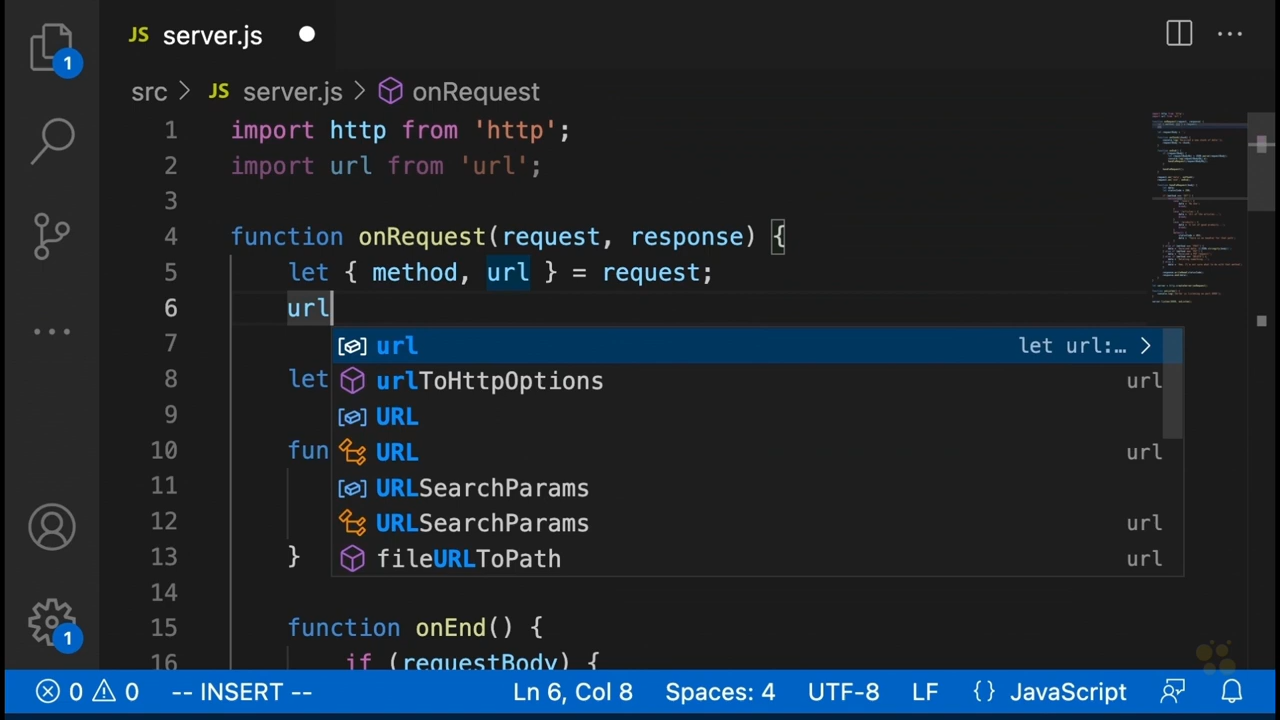 JS server.js
1
src > JS server.js > onRequest
1 import http from 'http';
2 import url from 'url';
3
4 function onRequest(request, response) {
5 let { method, url } = request;
6 url
7 url let url:… >
8 let urlToHttpOptions url
9 URL
10 fun URL url
11 URLSearchParams
12 URLSearchParams url
13 } fileURLToPath url
14
15 function onEnd() {
16 if (requestBody) {
1
0 0 -- INSERT -- Ln 6, Col 8 Spaces: 4 UTF-8 LF {} JavaScript